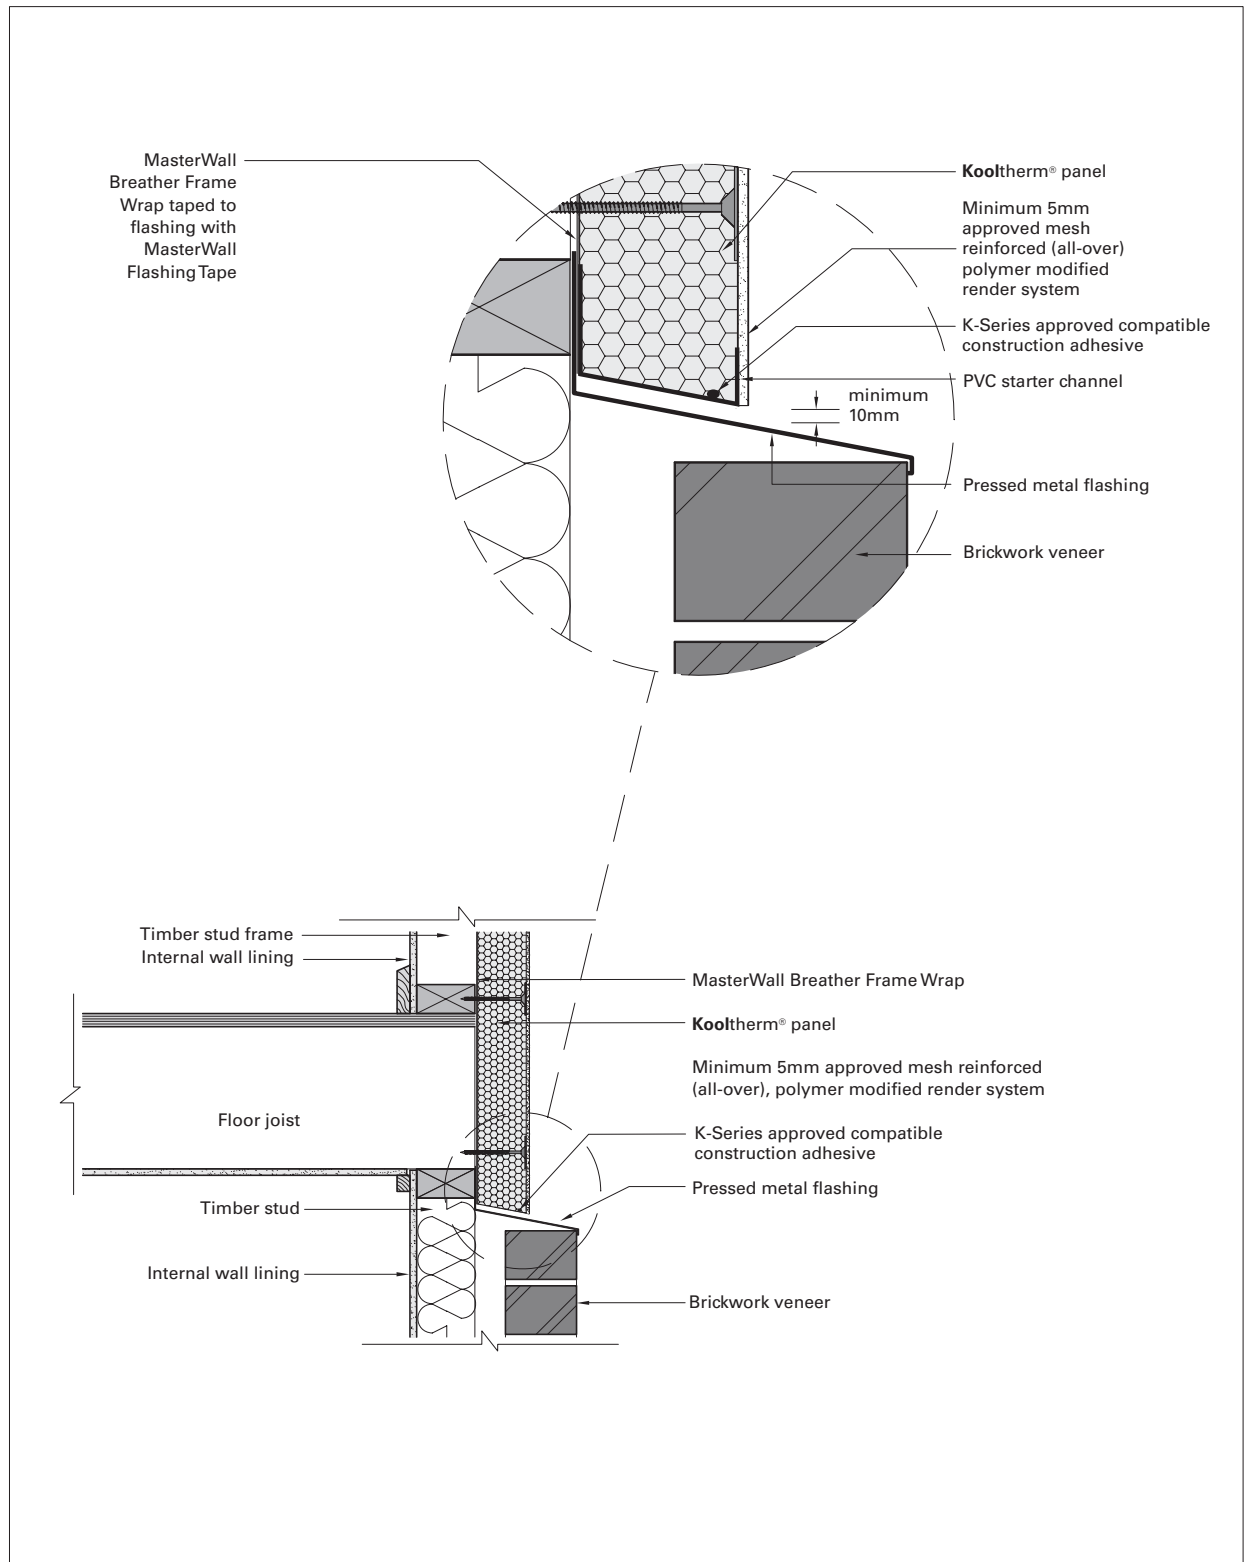 MasterWall
Breather Frame
Wrap taped to
flashing with
MasterWall
Flashing Tape
Kooltherm® panel
Minimum 5mm
approved mesh
reinforced (all-over)
polymer modified
render system
K-Series approved compatible
construction adhesive
PVC starter channel
minimum
10mm
Pressed metal flashing
Brickwork veneer
Timber stud frame
Internal wall lining
MasterWall Breather Frame Wrap
Kooltherm® panel
Minimum 5mm approved mesh reinforced
(all-over), polymer modified render system
Floor joist
K-Series approved compatible
construction adhesive
Pressed metal flashing
Timber stud
Internal wall lining
Brickwork veneer